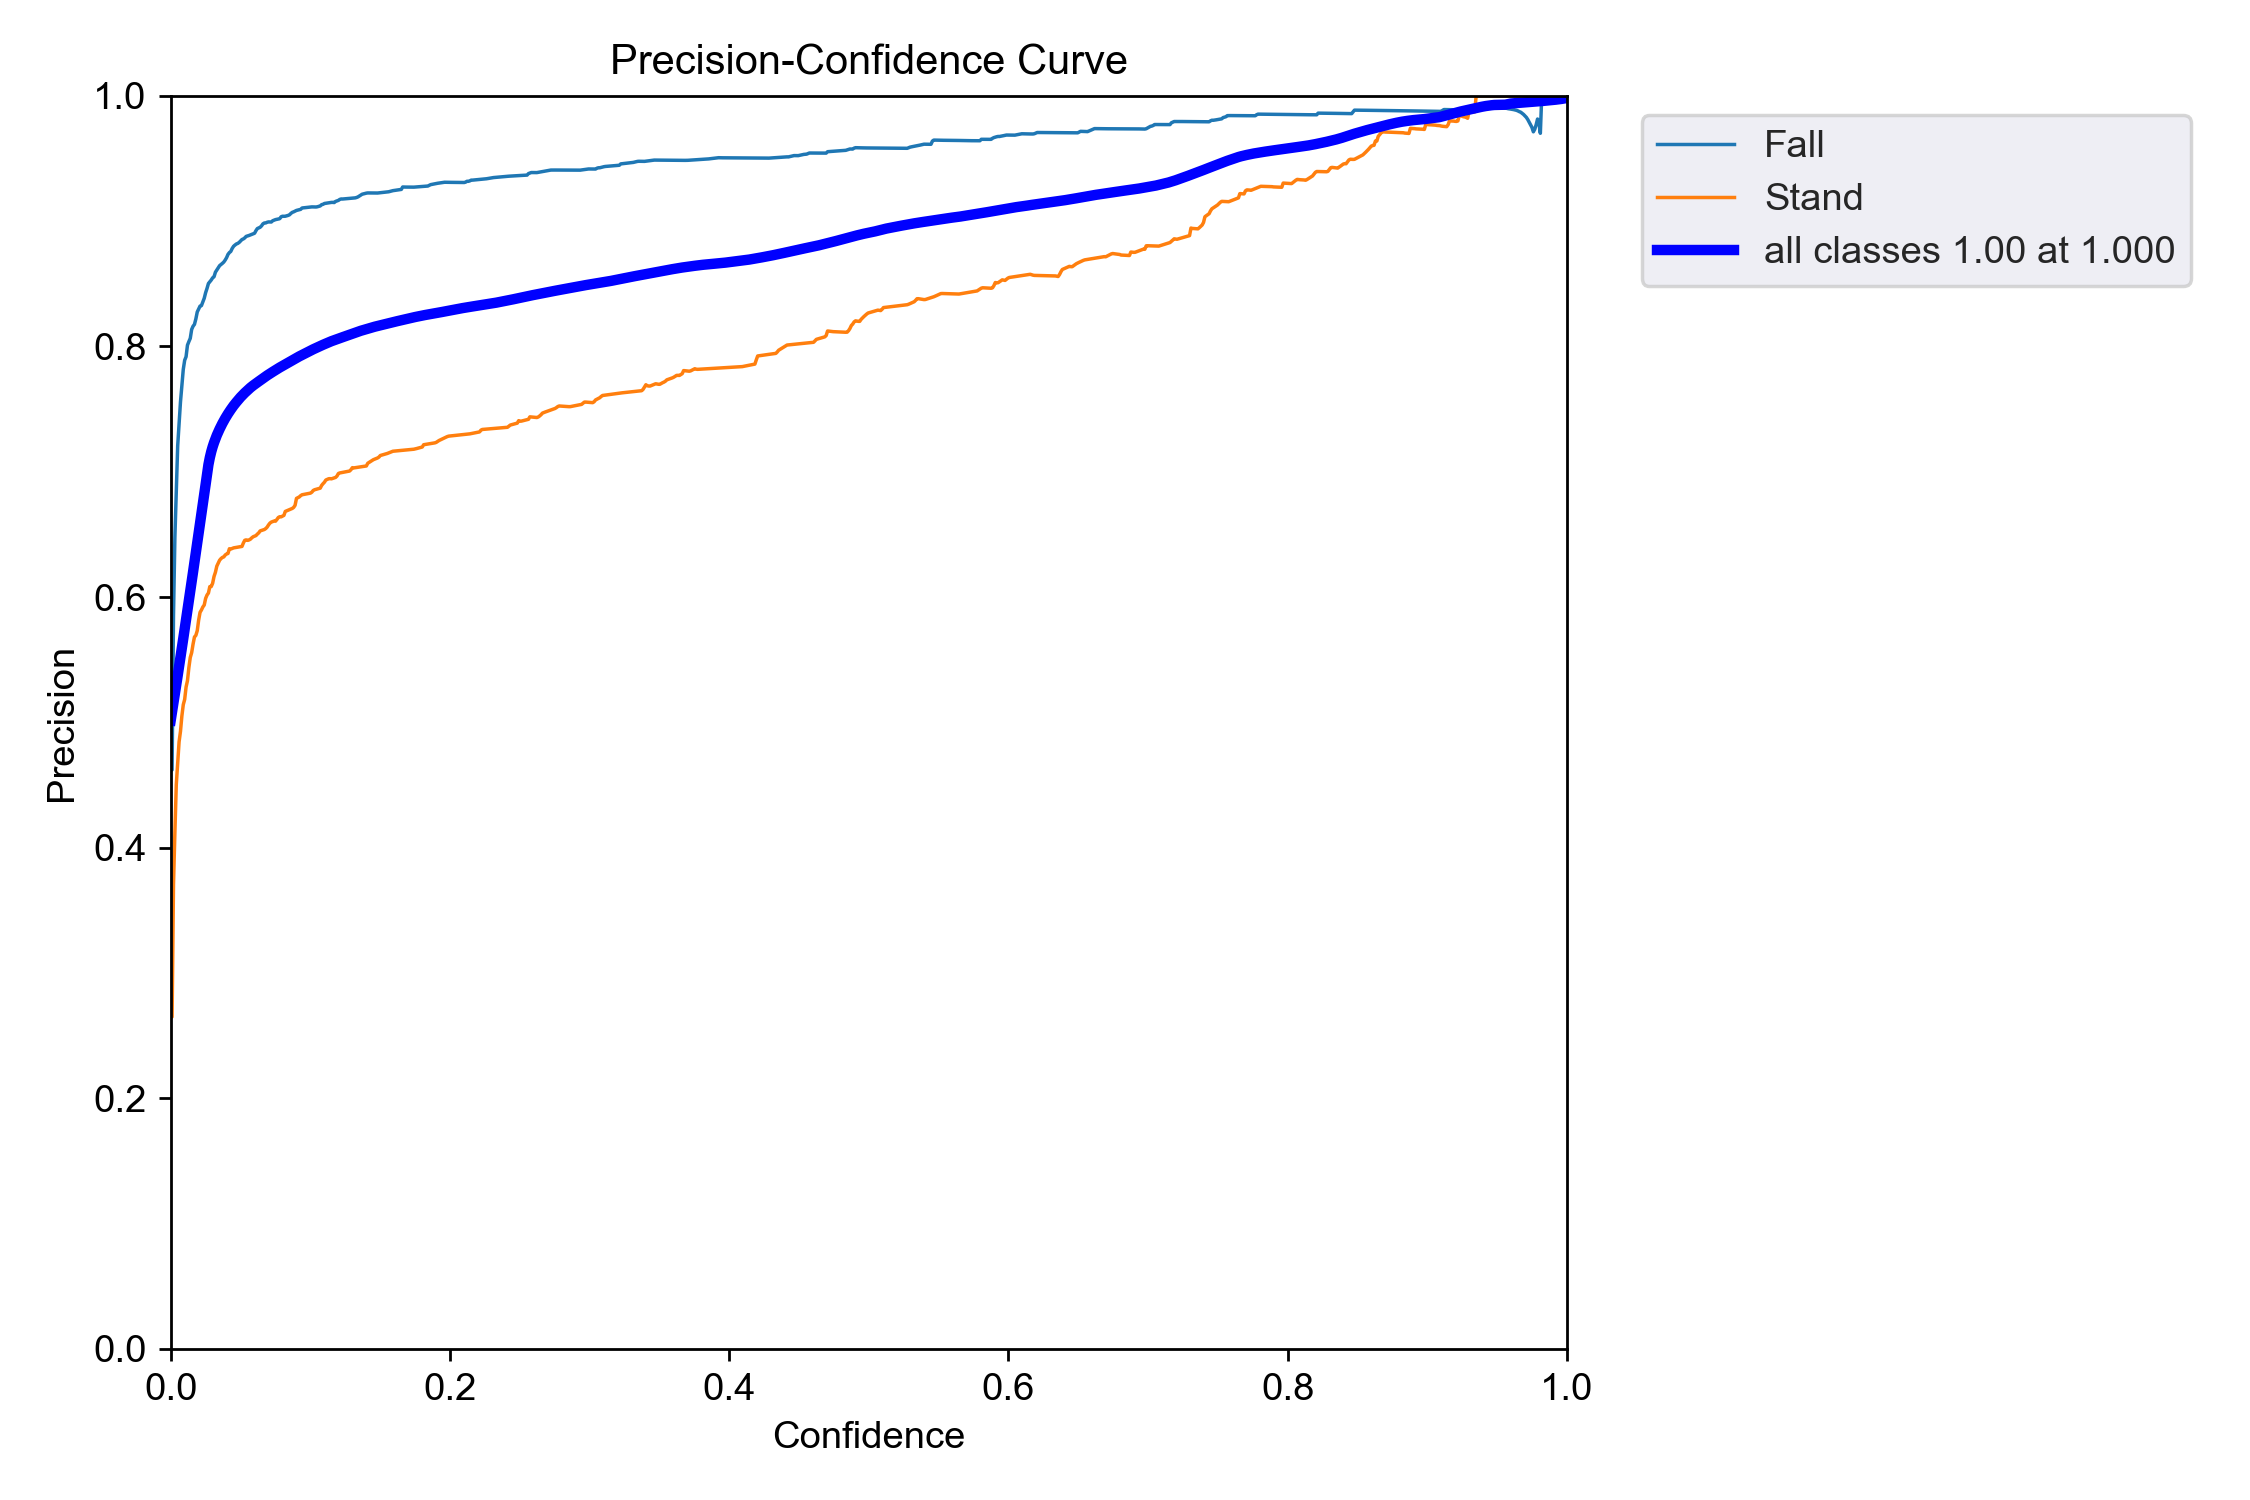 Precision-Confidence Curve
1.0
0.8
0.6
0.4
0.2
0.0
Precision
0.0 0.2 0.4 0.6 0.8 1.0
Confidence
Fall
Stand
all classes 1.00 at 1.000